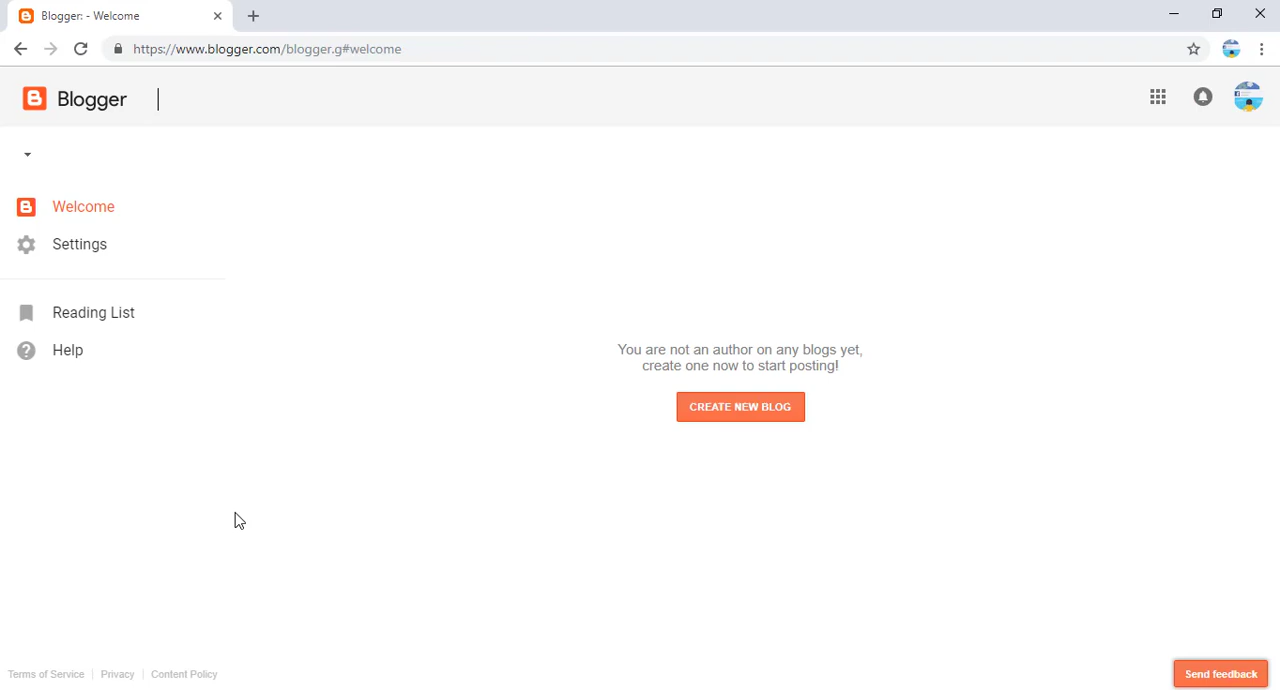 Blogger: - Welcome
https://www.blogger.com/blogger.g#welcome
Blogger
Welcome
Settings
Reading List
Help
You are not an author on any blogs yet,
create one now to start posting!
CREATE NEW BLOG
Terms of Service | Privacy | Content Policy
Send feedback